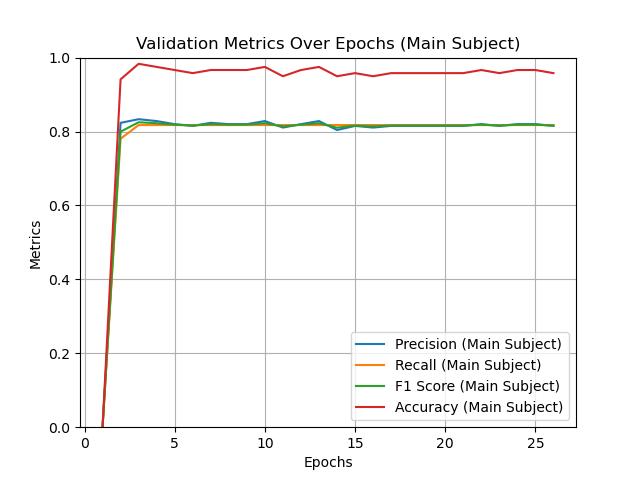 Validation Metrics Over Epochs (Main Subject)
1.0
0.8
0.6
0.4
0.2
0.0
Metrics
0 5 10 15 20 25
Epochs
Precision (Main Subject)
Recall (Main Subject)
F1 Score (Main Subject)
Accuracy (Main Subject)